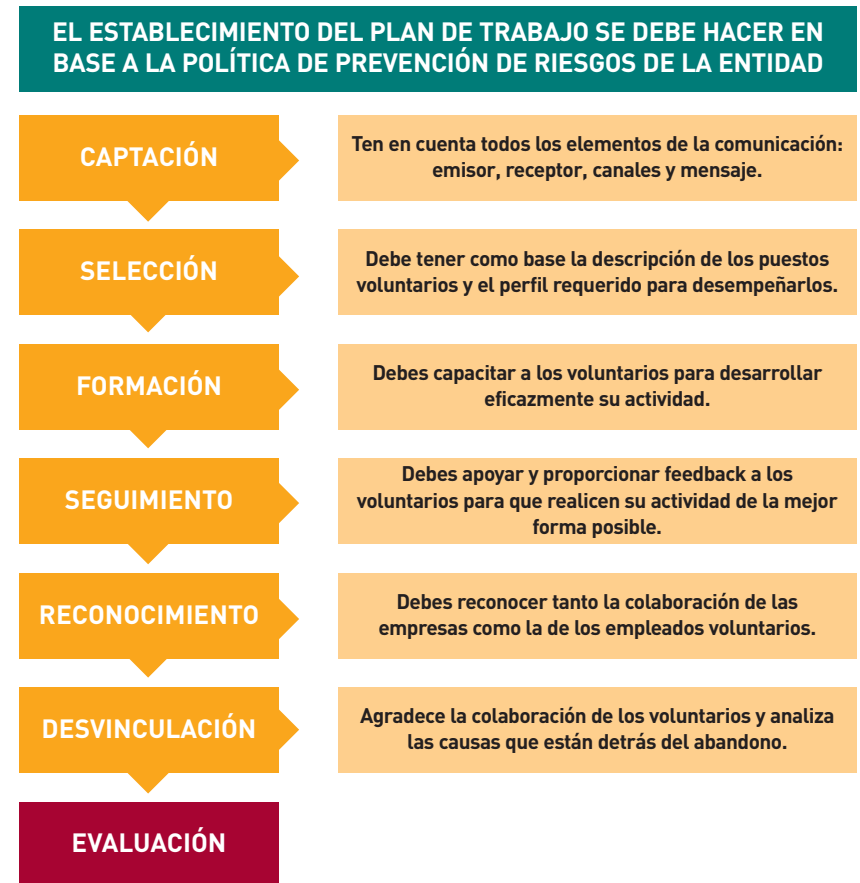 EL ESTABLECIMIENTO DEL PLAN DE TRABAJO SE DEBE HACER EN
BASE A LA POLÍTICA DE PREVENCIÓN DE RIESGOS DE LA ENTIDAD
CAPTACIÓN
Ten en cuenta todos los elementos de la comunicación:
emisor, receptor, canales y mensaje.
SELECCIÓN
Debe tener como base la descripción de los puestos
voluntarios y el perfil requerido para desempeñarlos.
FORMACIÓN
Debes capacitar a los voluntarios para desarrollar
eficazmente su actividad.
SEGUIMIENTO
Debes apoyar y proporcionar feedback a los
voluntarios para que realicen su actividad de la mejor
forma posible.
RECONOCIMIENTO
Debes reconocer tanto la colaboración de las
empresas como la de los empleados voluntarios.
DESVINCULACIÓN
Agradece la colaboración de los voluntarios y analiza
las causas que están detrás del abandono.
EVALUACIÓN